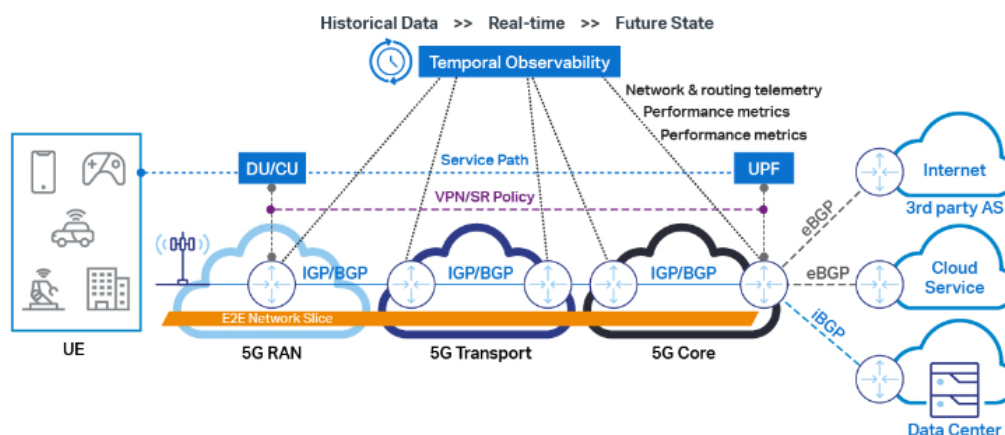 Historical Data >> Real-time >> Future State
Temporal Observability
Network & routing telemetry
Performance metrics
Performance metrics
DU/CU
Service Path
UPF
VPN/SR Policy
Internet
3rd party AS
eBGP
IGP/BGP
IGP/BGP
IGP/BGP
eBGP
Cloud
Service
iBGP
E2E Network Slice
UE
5G RAN
5G Transport
5G Core
Data Center